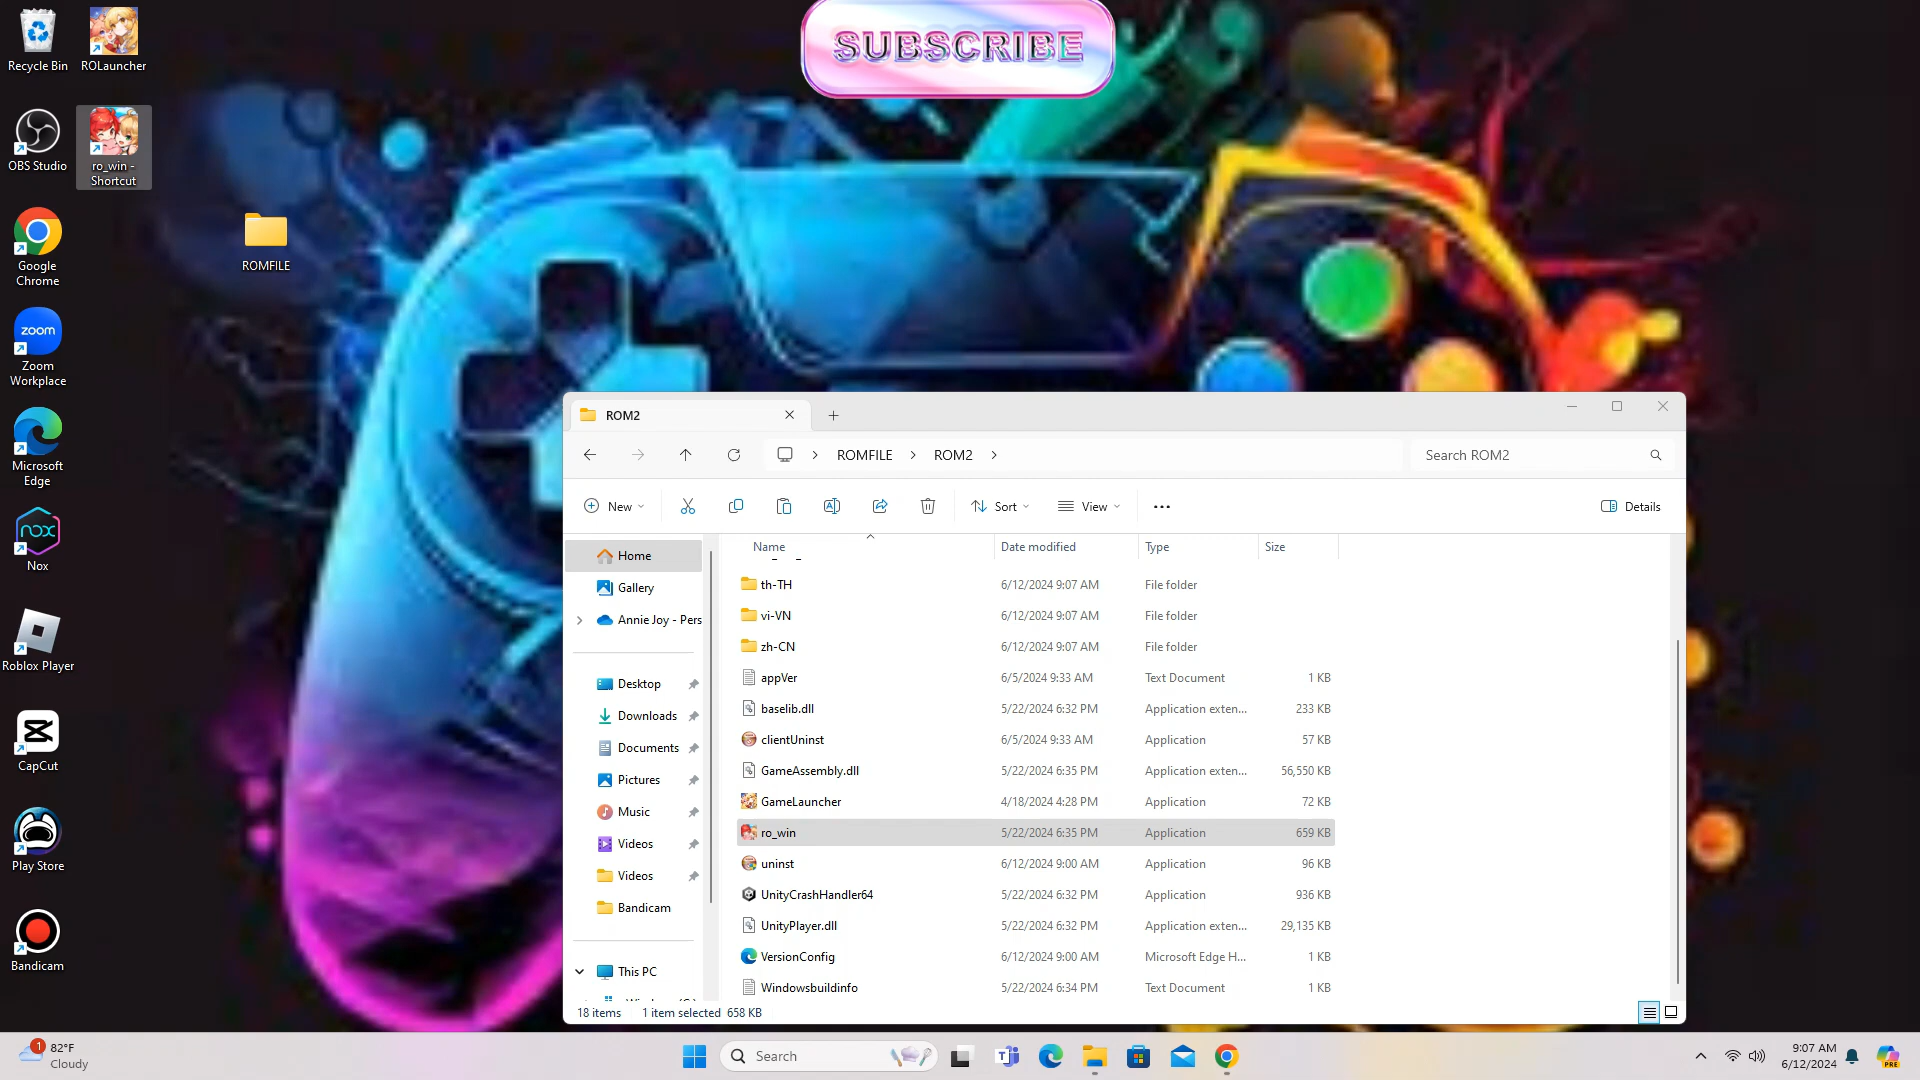 SUBSCRIBE
Recycle Bin
ROLauncher
OBS Studio
ro_win -
Shortcut
Google
Chrome
ROMFILE
zoom
Zoom
Workplace
Microsoft
Edge
nox
Nox
Roblox Player
CapCut
Play Store
Bandicam
ROM2
ROMFILE
ROM2
Search ROM2
New
Sort
View
Details
Home
Gallery
Annie Joy - Pers
Desktop
Downloads
Documents
Pictures
Music
Videos
Videos
Bandicam
This PC
Name Date modified Type Size
th-TH 6/12/2024 9:07 AM File folder
vi-VN 6/12/2024 9:07 AM File folder
zh-CN 6/12/2024 9:07 AM File folder
appVer 6/5/2024 9:33 AM Text Document 1 KB
baselib.dll 5/22/2024 6:32 PM Application exten... 233 KB
clientUninst 6/5/2024 9:33 AM Application 57 KB
GameAssembly.dll 5/22/2024 6:35 PM Application exten... 56,550 KB
GameLauncher 4/18/2024 4:28 PM Application 72 KB
ro_win 5/22/2024 6:35 PM Application 659 KB
uninst 6/12/2024 9:00 AM Application 96 KB
UnityCrashHandler64 5/22/2024 6:32 PM Application 936 KB
UnityPlayer.dll 5/22/2024 6:32 PM Application exten... 29,135 KB
VersionConfig 6/12/2024 9:00 AM Microsoft Edge H... 1 KB
Windowsbuildinfo 5/22/2024 6:34 PM Text Document 1 KB
18 items 1 item selected 658 KB
1
82°F
Cloudy
Search
9:07 AM
6/12/2024
PRE